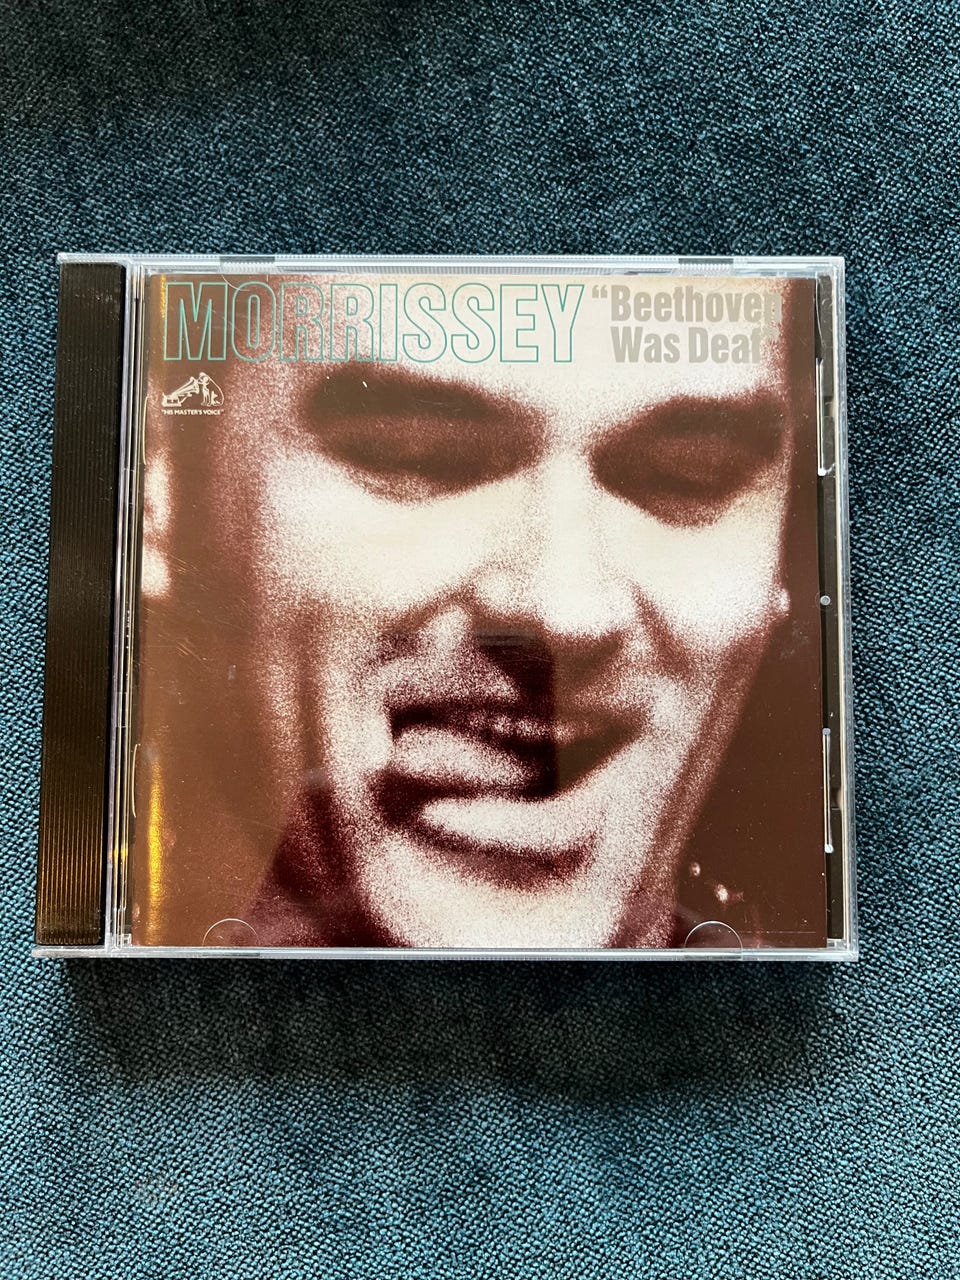 MORRISSEY
"Beethoven
Was Deaf"
"HIS MASTER'S VOICE"